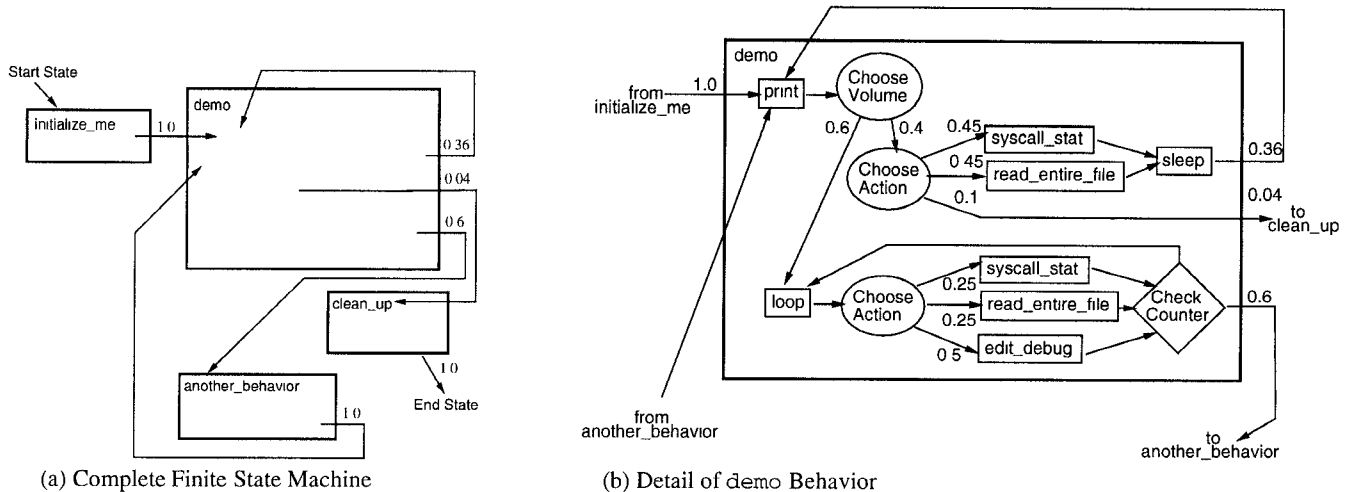 Start State
initialize_me
1 0
demo
0 36
0 04
0 6
clean_up
1 0
End State
another_behavior
1 0
(a) Complete Finite State Machine
demo
from
initialize_me
1.0
print
Choose
Volume
0.6
0.4
Choose
Action
0.45
syscall_stat
0 45
read_entire_file
0.1
sleep
0.36
0.04
to
clean_up
loop
Choose
Action
0.25
syscall_stat
0.25
read_entire_file
0 5
edit_debug
Check
Counter
0.6
from
another_behavior
to
another_behavior
(b) Detail of demo Behavior